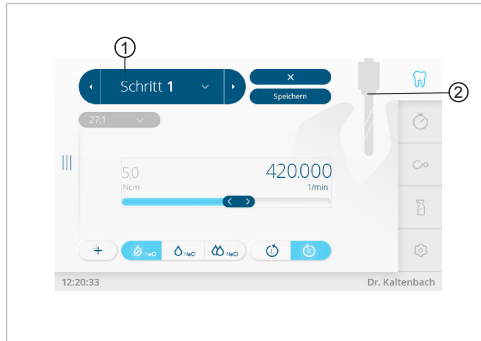 1
Schritt 1
×
Speichern
2
27:1
5.0
Ncm
420.000
1/min
NaCl
NaCl
NaCl
L
R
12:20:33
Dr. Kaltenbach